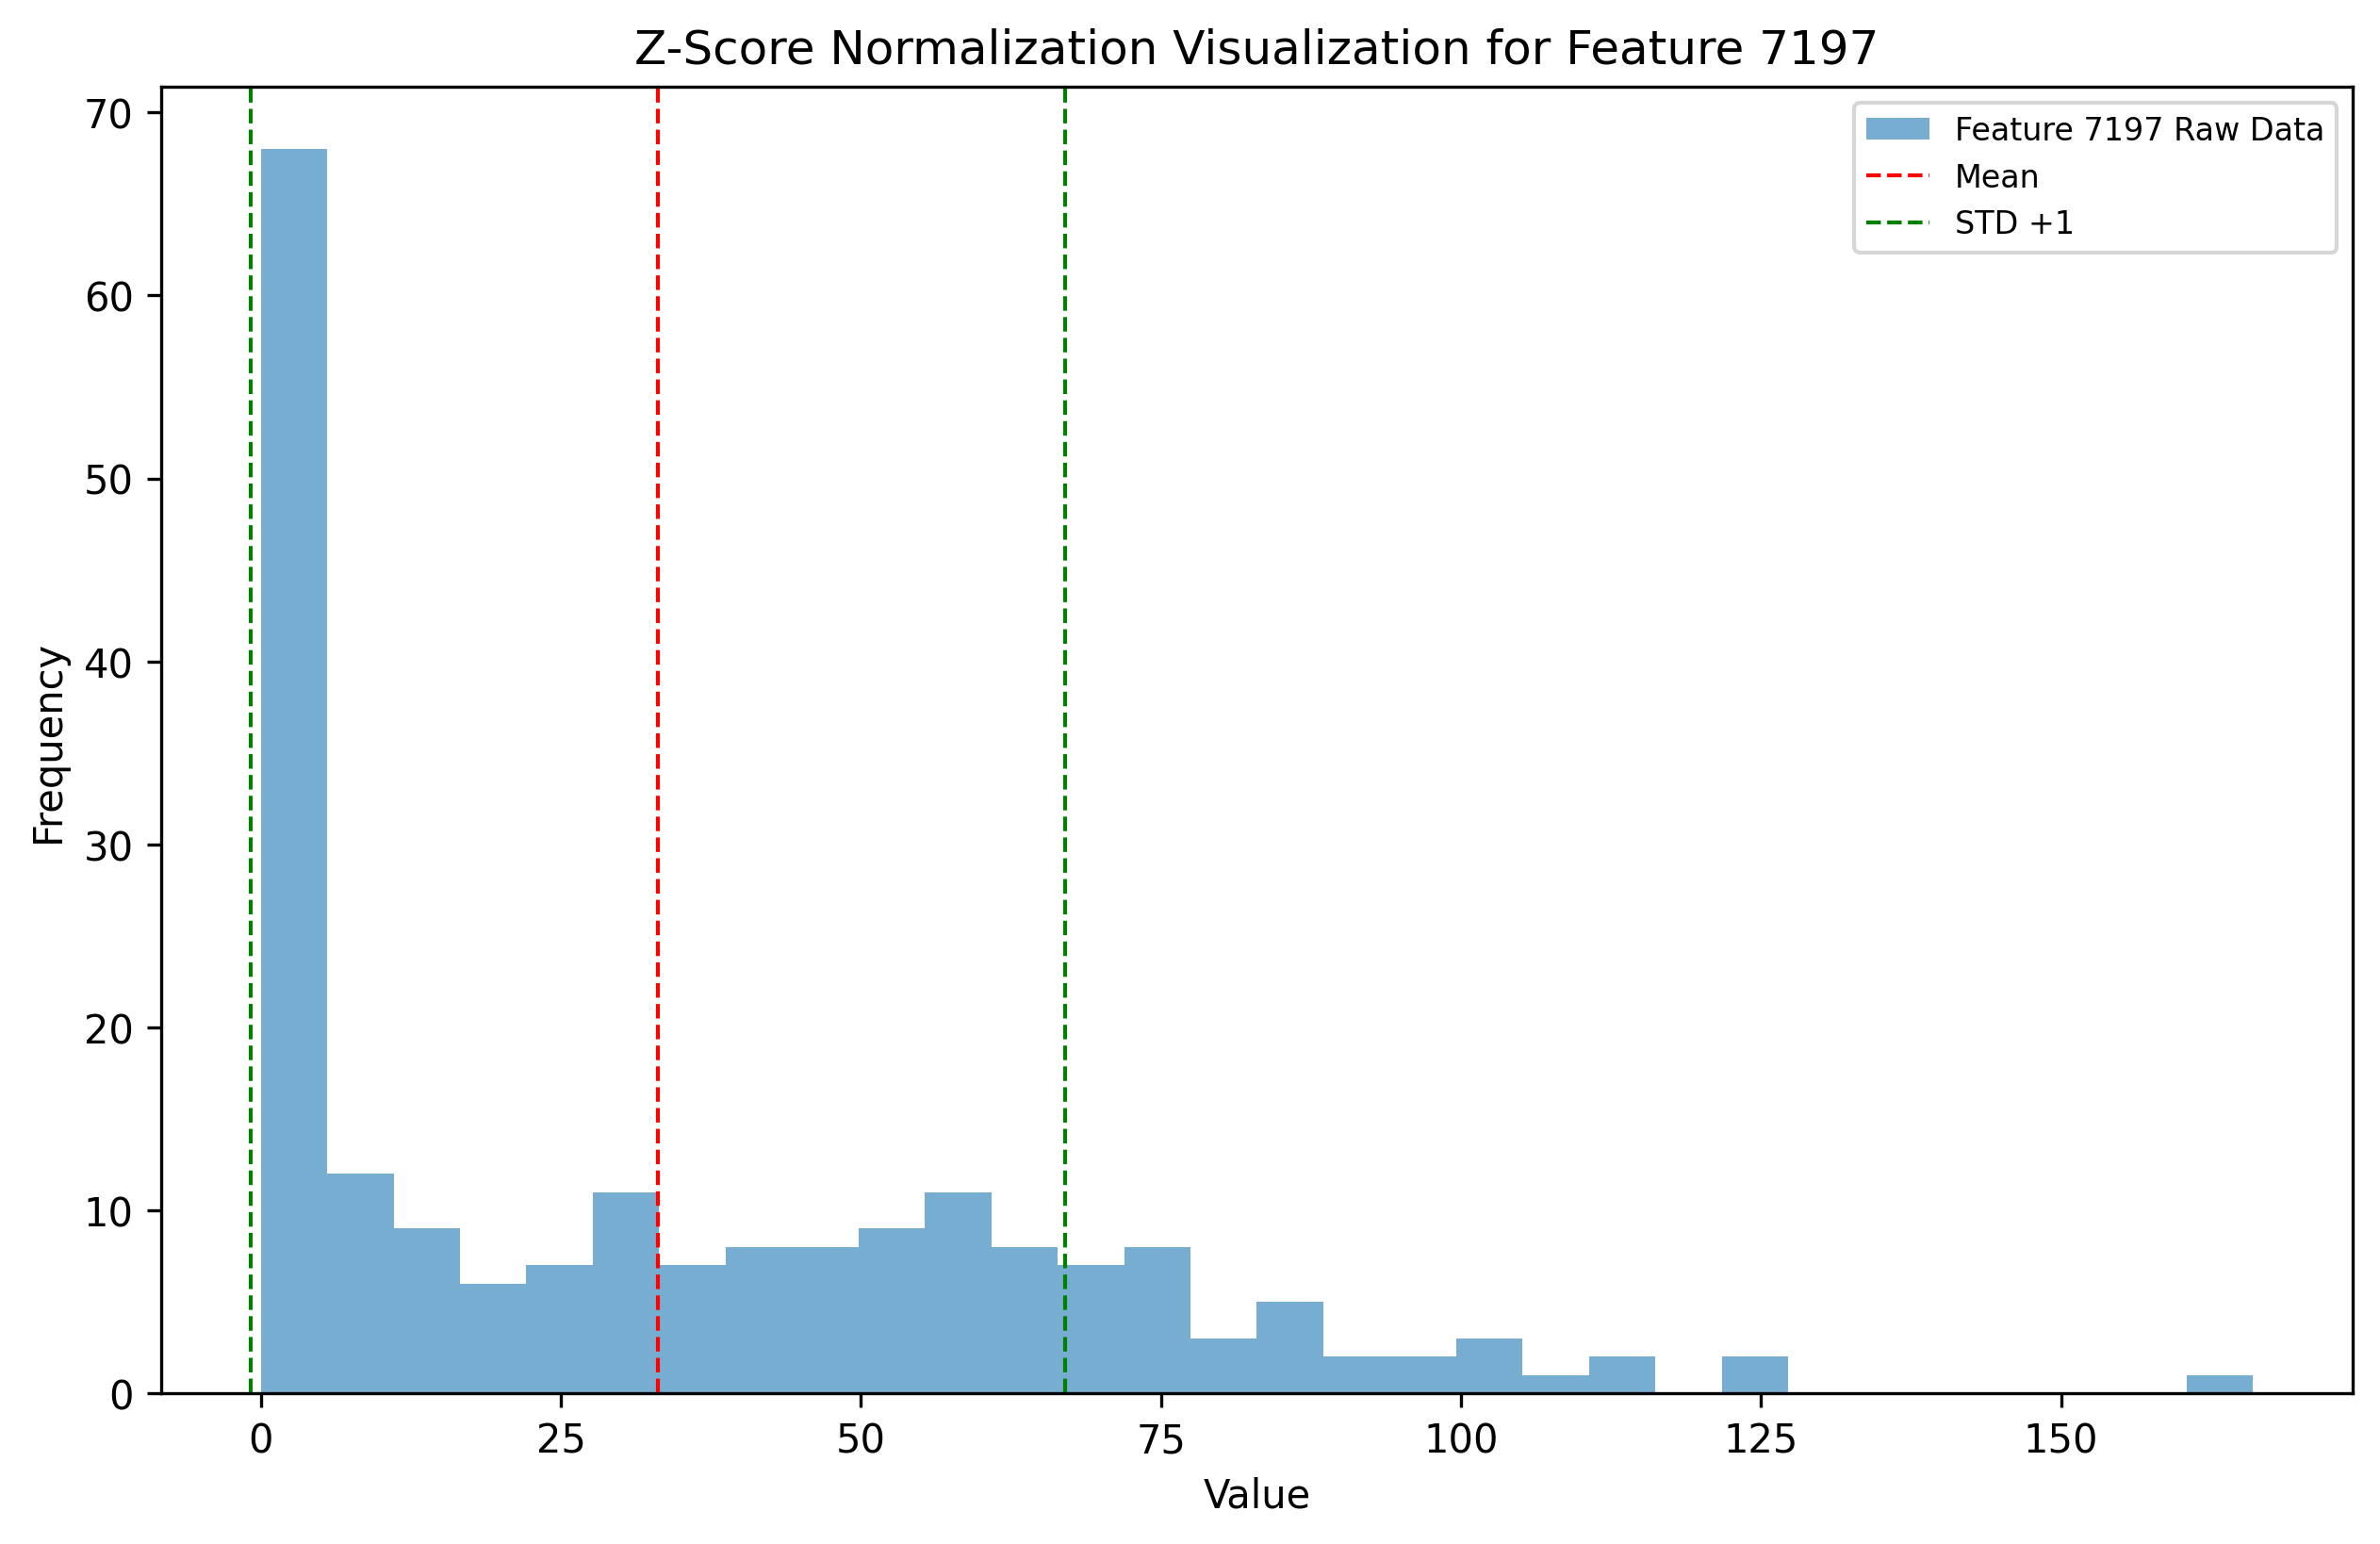 Z-Score Normalization Visualization for Feature 7197
Feature 7197 Raw Data
Mean
STD +1
Frequency
70
60
50
40
30
20
10
0
0 25 50 75 100 125 150
Value